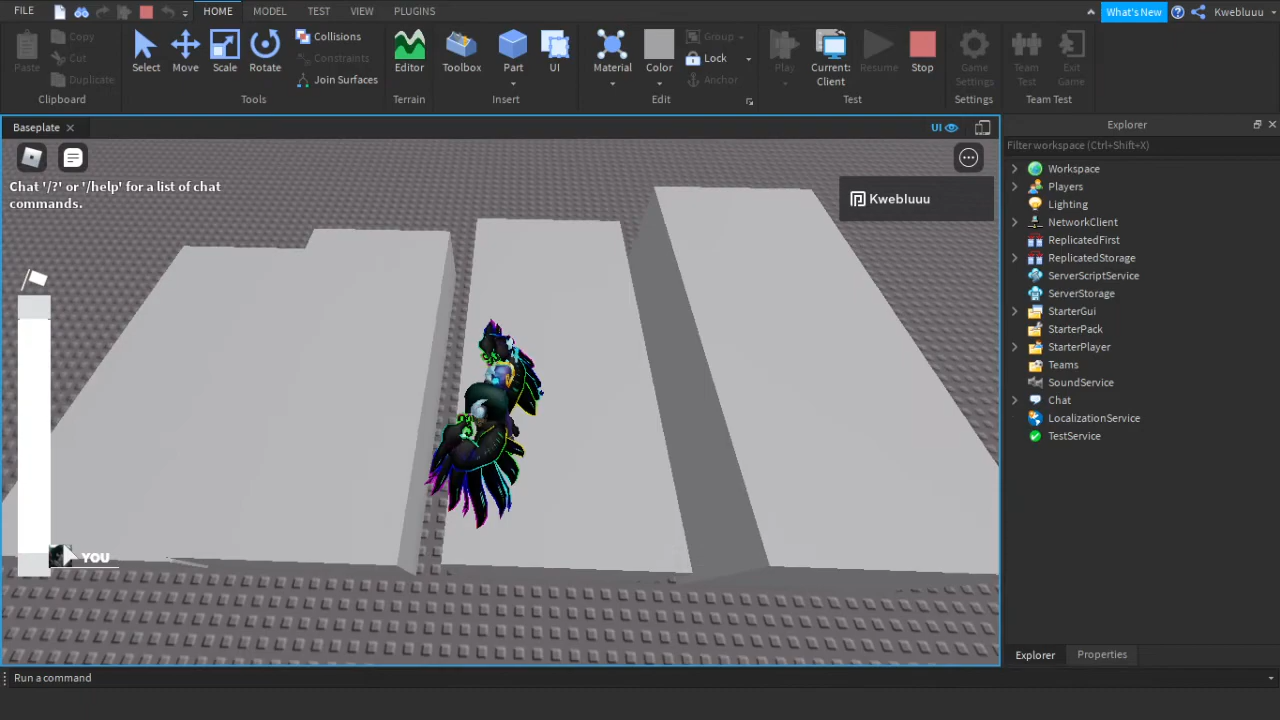 FILE
HOME
MODEL
TEST
VIEW
PLUGINS
What's New
Kwebluuu
Paste
Copy
Cut
Duplicate
Clipboard
Select
Move
Scale
Rotate
Collisions
Constraints
Join Surfaces
Tools
Editor
Terrain
Toolbox
Part
UI
Insert
Material
Color
Group
Lock
Anchor
Edit
Play
Current:
Client
Resume
Stop
Test
Game
Settings
Settings
Team
Test
Exit
Game
Team Test
Baseplate
UI
Chat '/?' or '/help' for a list of chat
commands.
Kwebluuu
YOU
Explorer
Filter workspace (Ctrl+Shift+X)
Workspace
Players
Lighting
NetworkClient
ReplicatedFirst
ReplicatedStorage
ServerScriptService
ServerStorage
StarterGui
StarterPack
StarterPlayer
Teams
SoundService
Chat
LocalizationService
TestService
Explorer
Properties
Run a command